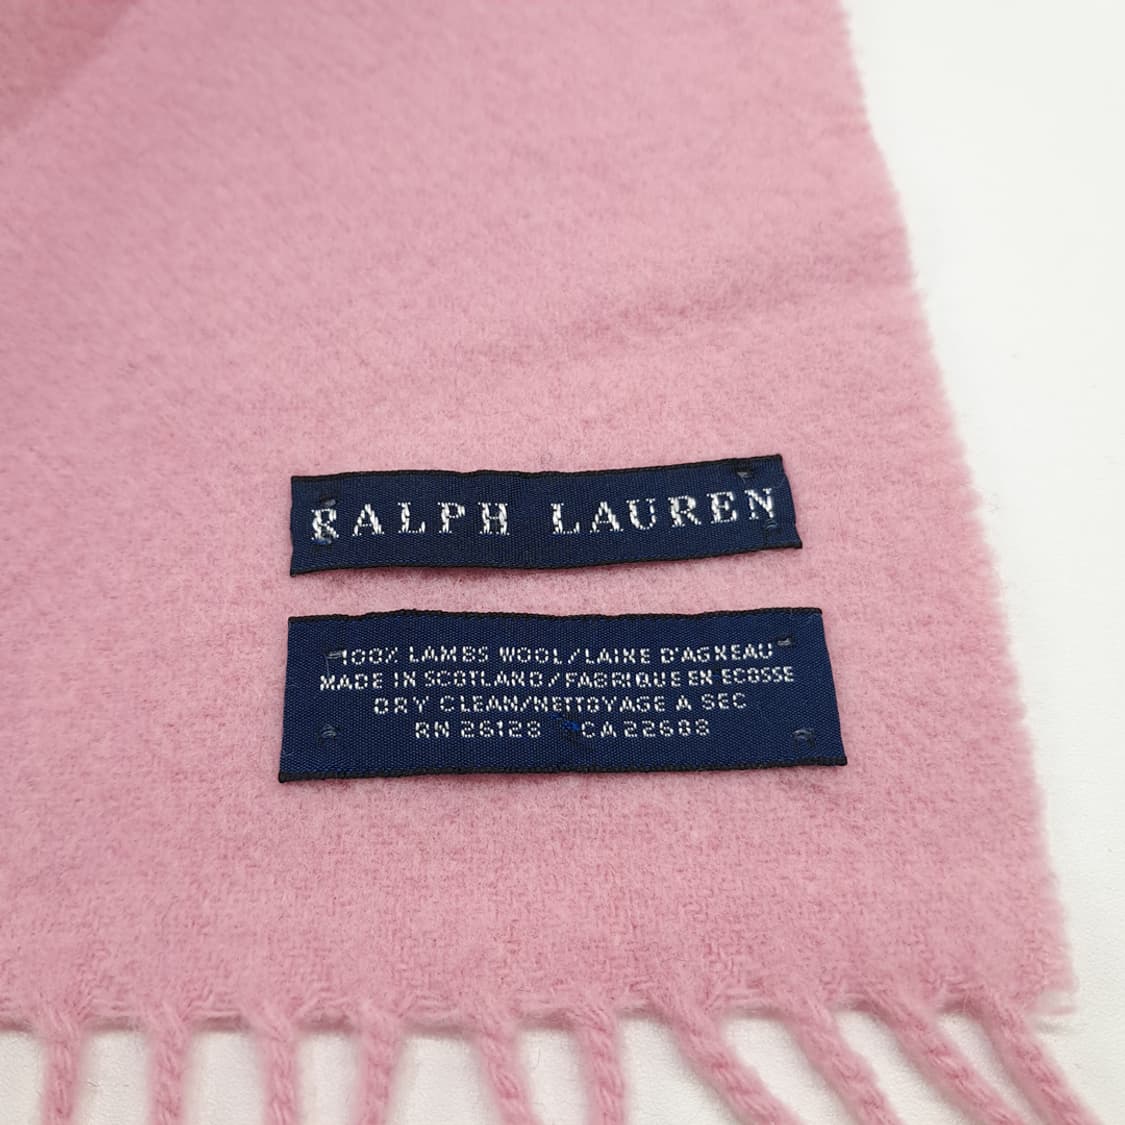 RALPH LAUREN
100% LAMBS WOOL/LAINE D'AGNEAU
MADE IN SCOTLAND/FABRIQUE EN ECOSSE
DRY CLEAN/NETTOYAGE A SEC
RN 26128 CA 22688